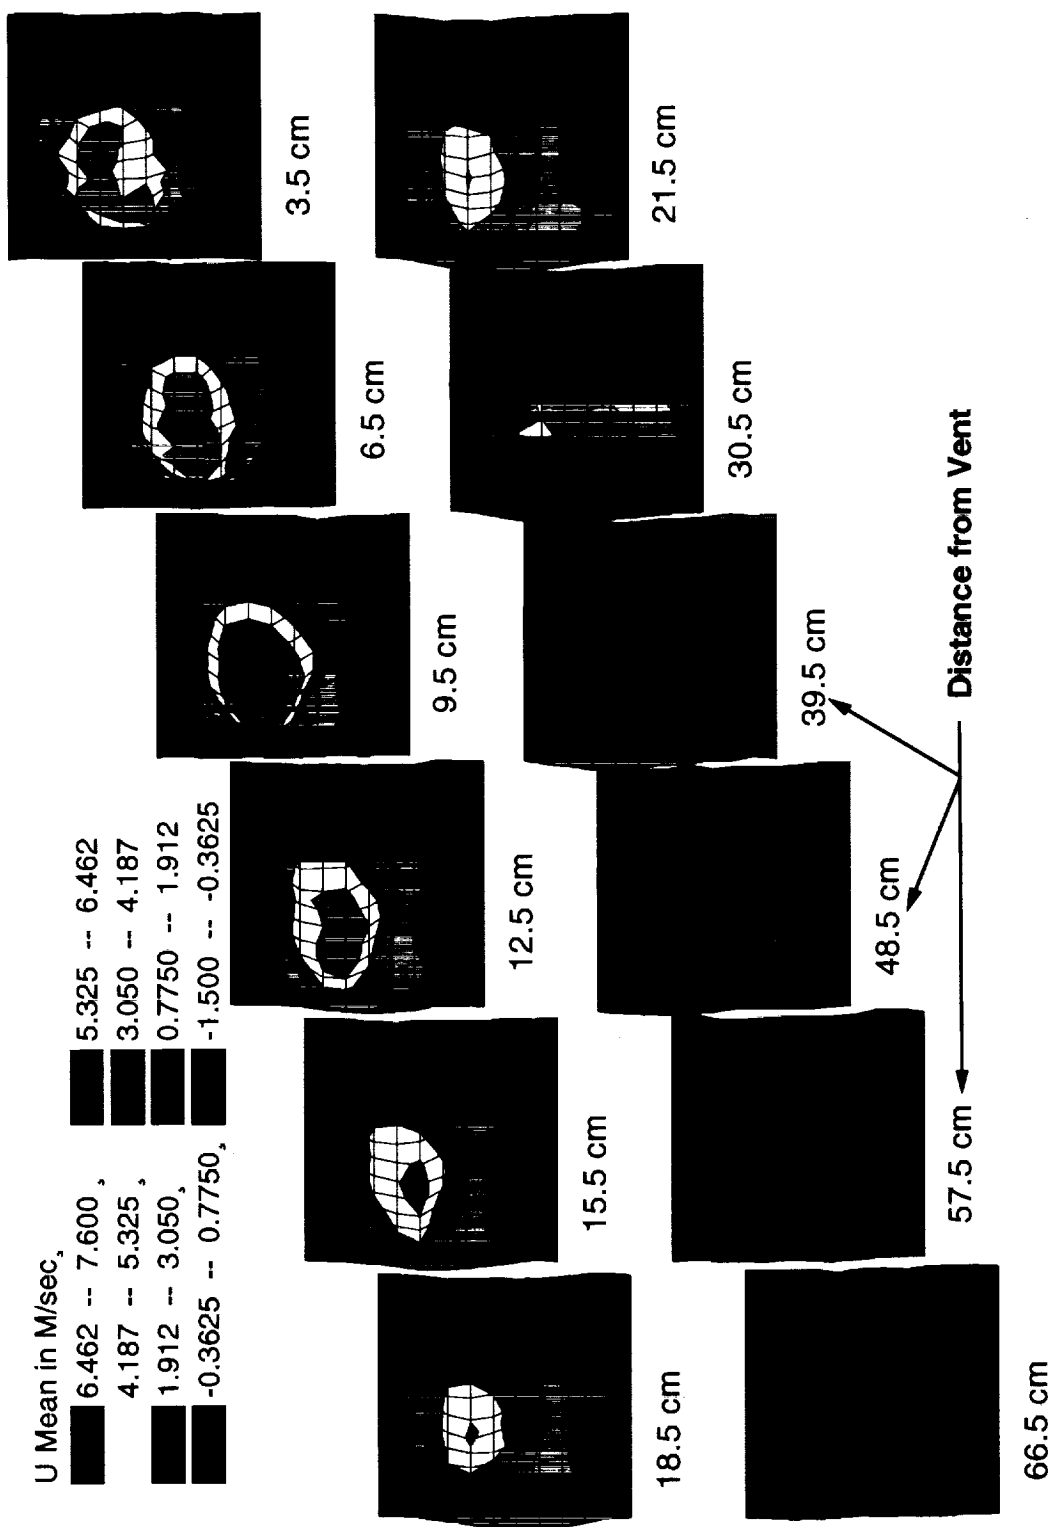 U Mean in M/sec,
6.462 -- 7.600 , 5.325 -- 6.462
4.187 -- 5.325 , 3.050 -- 4.187
1.912 -- 3.050, 0.7750 -- 1.912
-0.3625 -- 0.7750, -1.500 -- -0.3625
3.5 cm
6.5 cm
9.5 cm
12.5 cm
15.5 cm
18.5 cm
21.5 cm
30.5 cm
39.5 cm
48.5 cm
57.5 cm
66.5 cm
Distance from Vent